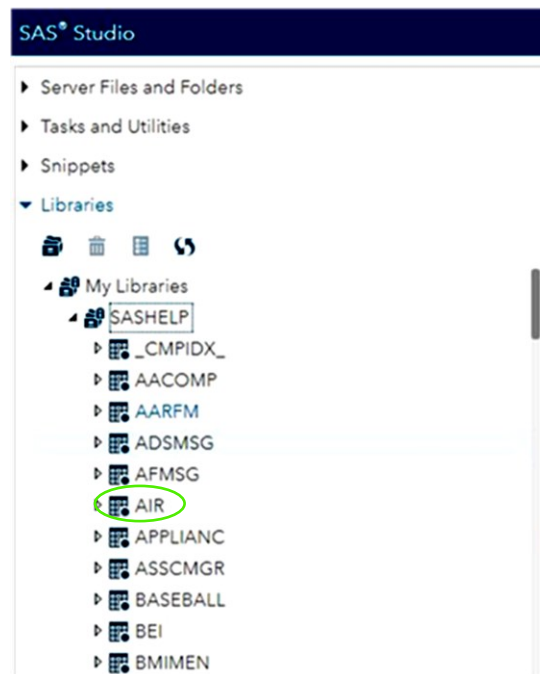 SAS® Studio
Server Files and Folders
Tasks and Utilities
Snippets
Libraries
My Libraries
SASHELP
_CMPIDX_
AACOMP
AARFM
ADSMSG
AFMSG
AIR
APPLIANC
ASSCMGR
BASEBALL
BEI
BMIMEN